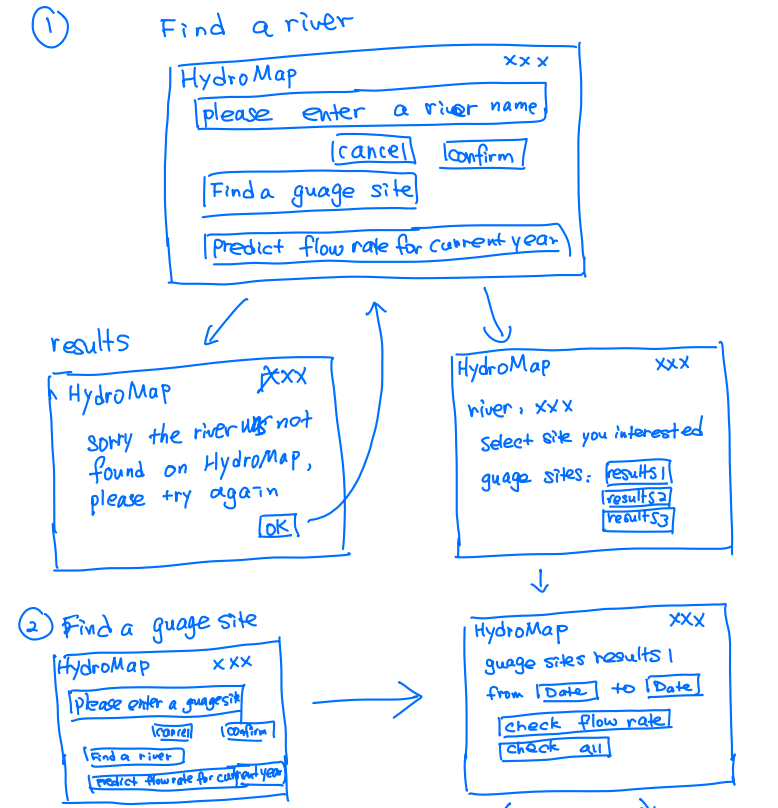 1 Find a river
HydroMap xxx
please enter a river name
cancel confirm
Find a guage site
predict flow rate for current year
results
HydroMap xxx
sorry the river was not
found on HydroMap,
please try again
OK
HydroMap xxx
river, xxx
select site you interested
guage sites: results1
results2
results3
2 Find a guage site
HydroMap xxx
please enter a guage site
cancel confirm
Find a river
predict flow rate for current year
HydroMap xxx
guage sites results 1
from Date to Date
check flow rate
check all